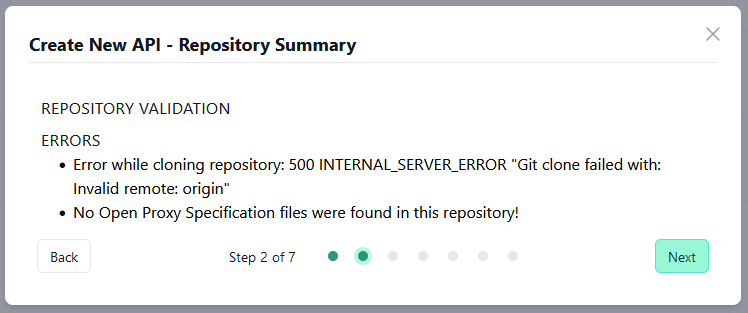 Create New API - Repository Summary
REPOSITORY VALIDATION
ERRORS
• Error while cloning repository: 500 INTERNAL_SERVER_ERROR "Git clone failed with:
Invalid remote: origin"
• No Open Proxy Specification files were found in this repository!
Back
Step 2 of 7
Next